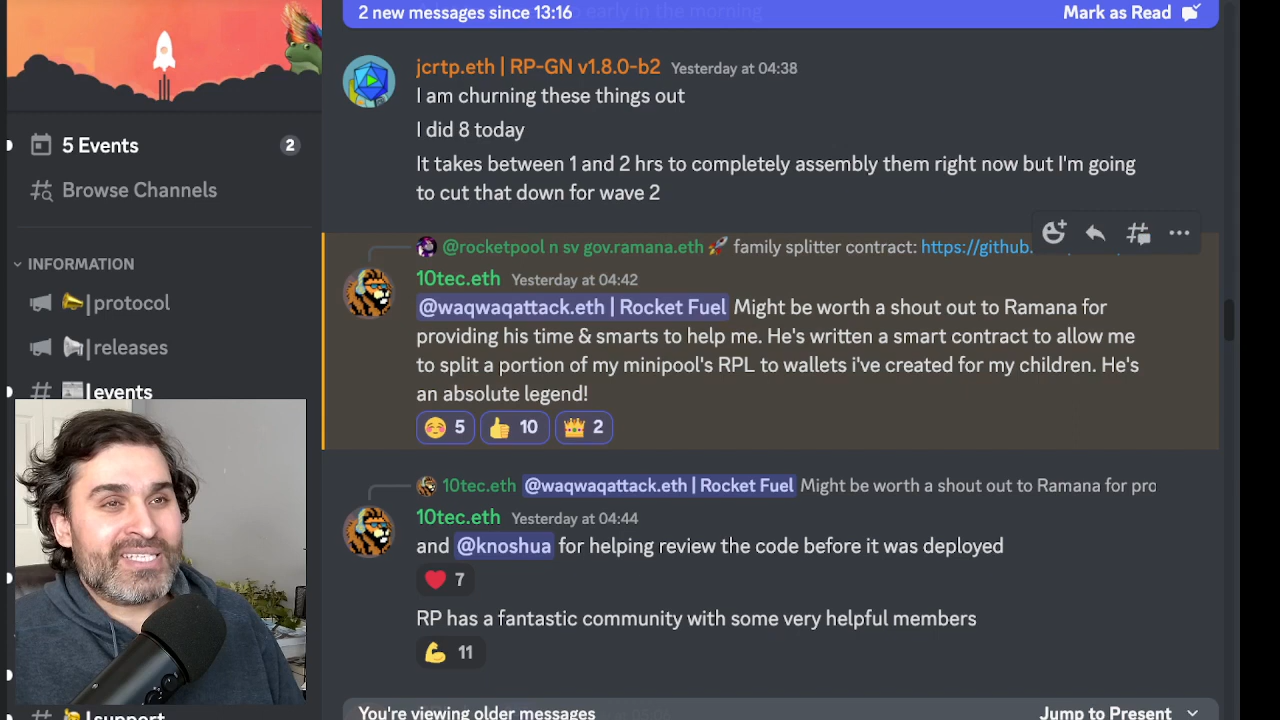 2 new messages since 13:16
Mark as Read
5 Events
2
Browse Channels
INFORMATION
protocol
releases
events
support
jcrtp.eth | RP-GN v1.8.0-b2 Yesterday at 04:38
I am churning these things out
I did 8 today
It takes between 1 and 2 hrs to completely assembly them right now but I'm going
to cut that down for wave 2
@rocketpool n sv gov.ramana.eth🚀 family splitter contract: https://github.
10tec.eth Yesterday at 04:42
@waqwaqattack.eth | Rocket Fuel Might be worth a shout out to Ramana for
providing his time & smarts to help me. He's written a smart contract to allow me
to split a portion of my minipool's RPL to wallets i've created for my children. He's
an absolute legend!
☺️ 5 👍 10 👑 2
10tec.eth @waqwaqattack.eth | Rocket Fuel Might be worth a shout out to Ramana for pro
10tec.eth Yesterday at 04:44
and @knoshua for helping review the code before it was deployed
❤️ 7
RP has a fantastic community with some very helpful members
💪 11
You're viewing older messages
Jump to Present